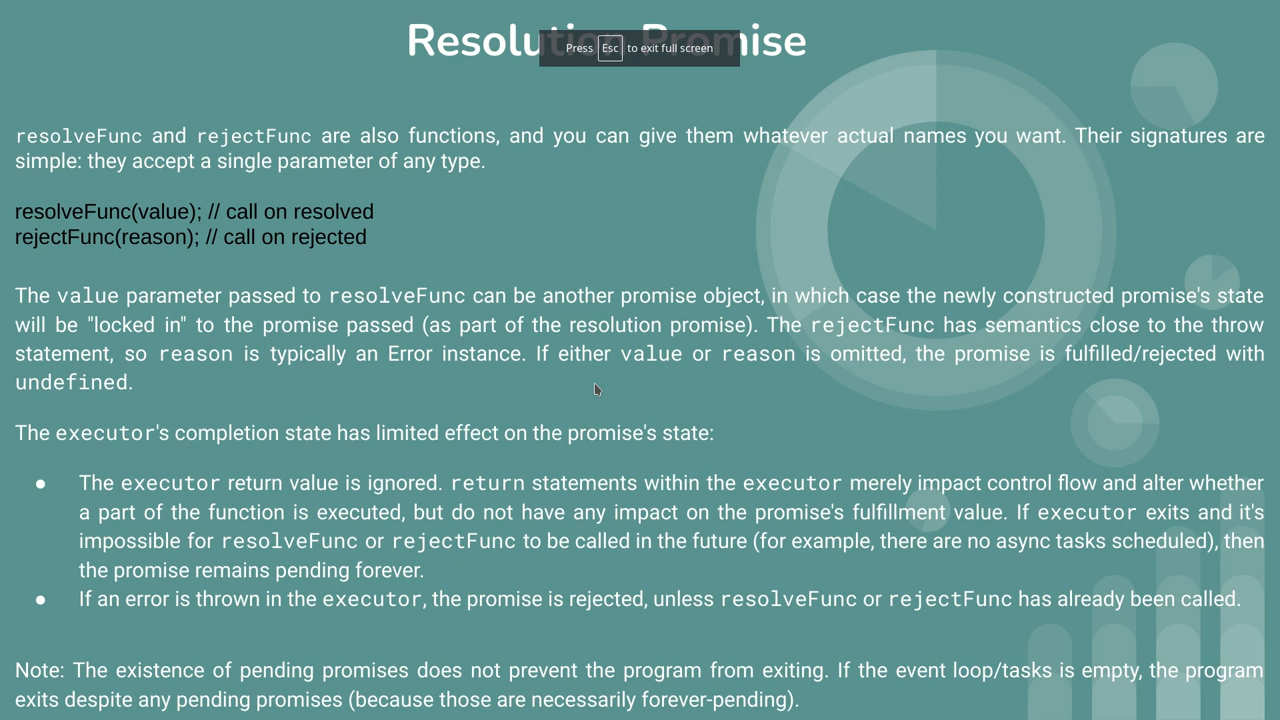 Resolution Promise
Press Esc to exit full screen
resolveFunc and rejectFunc are also functions, and you can give them whatever actual names you want. Their signatures are
simple: they accept a single parameter of any type.
resolveFunc(value); // call on resolved
rejectFunc(reason); // call on rejected
The value parameter passed to resolveFunc can be another promise object, in which case the newly constructed promise's state
will be "locked in" to the promise passed (as part of the resolution promise). The rejectFunc has semantics close to the throw
statement, so reason is typically an Error instance. If either value or reason is omitted, the promise is fulfilled/rejected with
undefined.
The executor's completion state has limited effect on the promise's state:
● The executor return value is ignored. return statements within the executor merely impact control flow and alter whether
a part of the function is executed, but do not have any impact on the promise's fulfillment value. If executor exits and it's
impossible for resolveFunc or rejectFunc to be called in the future (for example, there are no async tasks scheduled), then
the promise remains pending forever.
● If an error is thrown in the executor, the promise is rejected, unless resolveFunc or rejectFunc has already been called.
Note: The existence of pending promises does not prevent the program from exiting. If the event loop/tasks is empty, the program
exits despite any pending promises (because those are necessarily forever-pending).